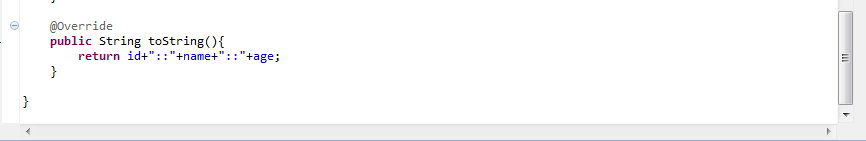 @Override
public String toString(){
return id+"::"+name+"::"+age;
}
}